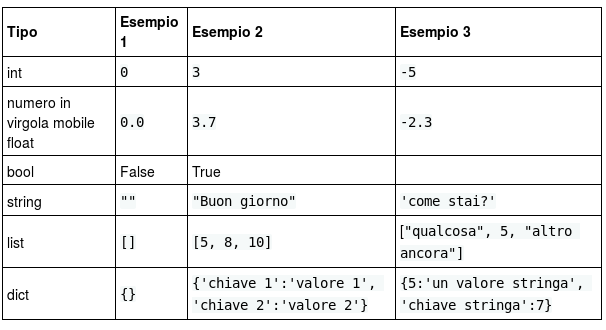 Tipo Esempio 1 Esempio 2 Esempio 3
int 0 3 -5
numero in virgola mobile float 0.0 3.7 -2.3
bool False True
string "" "Buon giorno" 'come stai?'
list [] [5, 8, 10] ["qualcosa", 5, "altro ancora"]
dict {} {'chiave 1':'valore 1', 'chiave 2':'valore 2'} {5:'un valore stringa', 'chiave stringa':7}